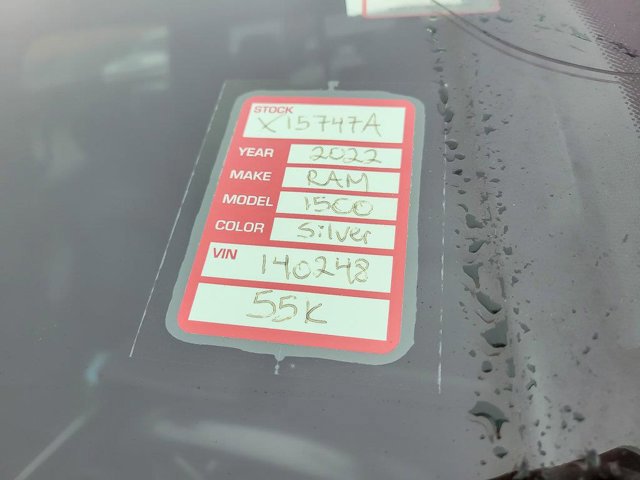 STOCK
X15747A
YEAR 2022
MAKE RAM
MODEL 1500
COLOR Silver
VIN
140248
55K